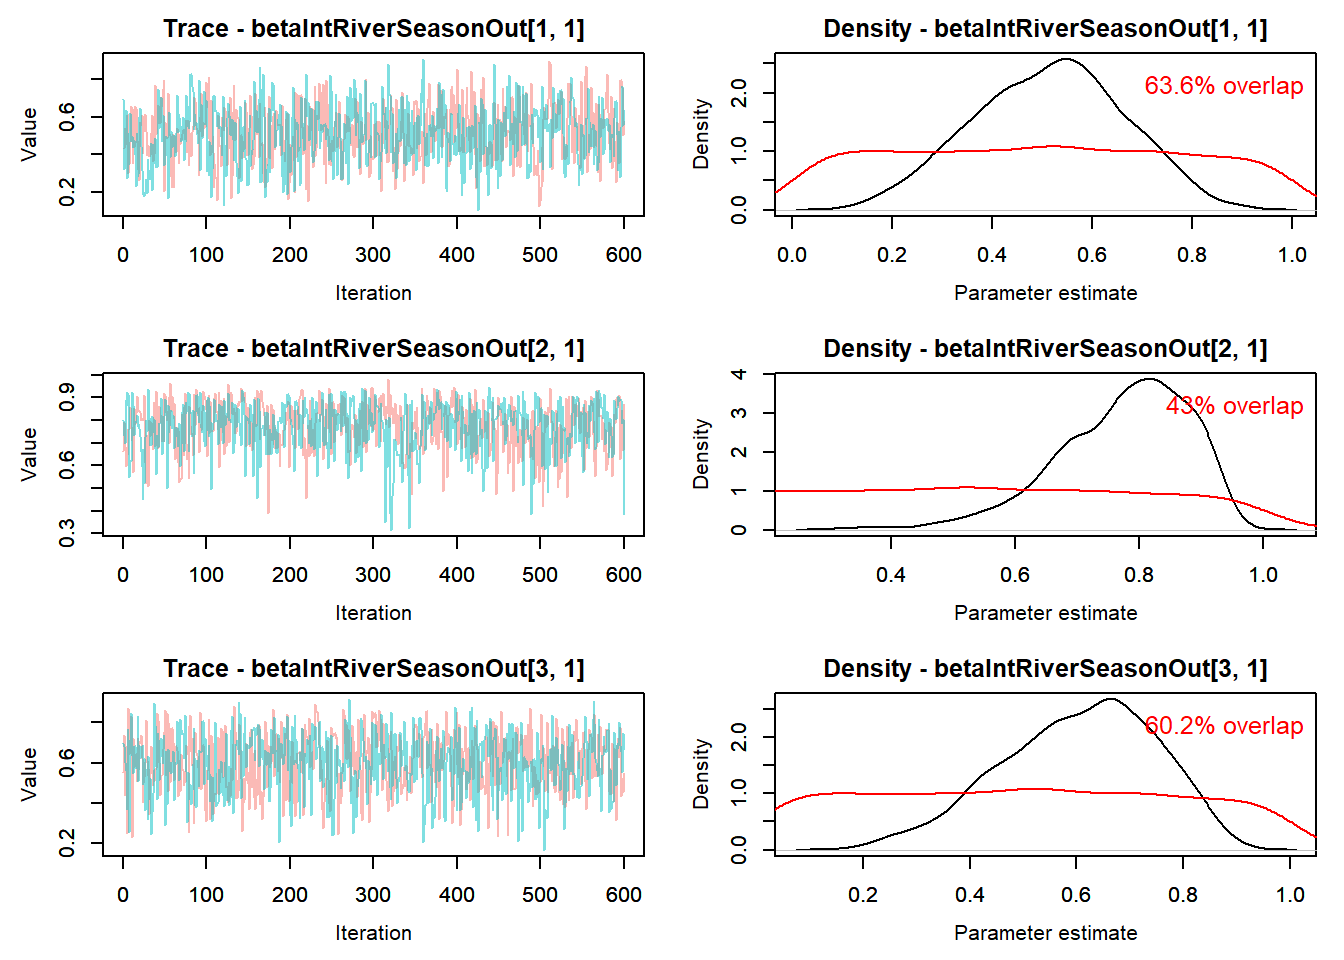 Trace - betaIntRiverSeasonOut[1, 1]
Value
0.2
0.6
0 100 200 300 400 500 600
Iteration
Density - betaIntRiverSeasonOut[1, 1]
63.6% overlap
Density
0.0 1.0 2.0
0.0 0.2 0.4 0.6 0.8 1.0
Parameter estimate
Trace - betaIntRiverSeasonOut[2, 1]
Value
0.3 0.6 0.9
0 100 200 300 400 500 600
Iteration
Density - betaIntRiverSeasonOut[2, 1]
43% overlap
Density
0 1 2 3 4
0.4 0.6 0.8 1.0
Parameter estimate
Trace - betaIntRiverSeasonOut[3, 1]
Value
0.2 0.6
0 100 200 300 400 500 600
Iteration
Density - betaIntRiverSeasonOut[3, 1]
60.2% overlap
Density
0.0 1.0 2.0
0.2 0.4 0.6 0.8 1.0
Parameter estimate